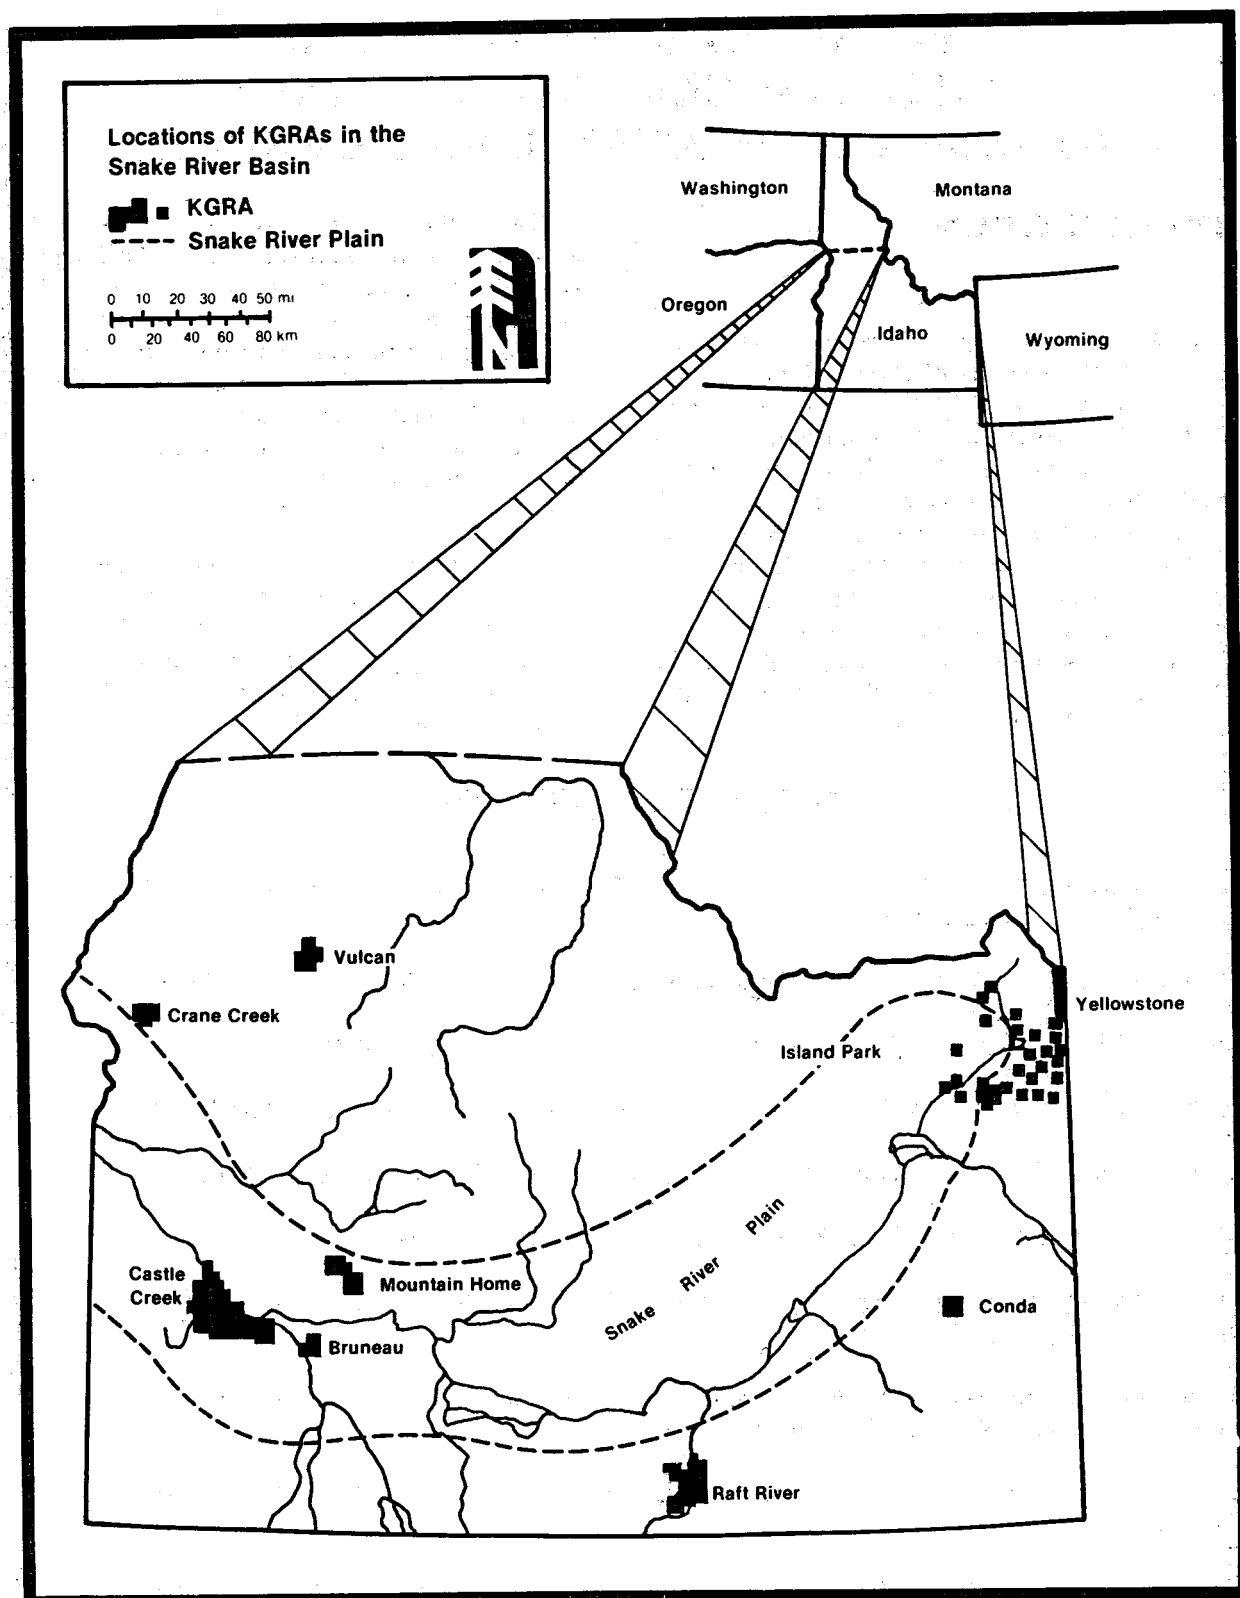 Locations of KGRAs in the
Snake River Basin
KGRA
Snake River Plain
0 10 20 30 40 50 mi
0 20 40 60 80 km
Washington
Montana
Oregon
Idaho
Wyoming
Vulcan
Crane Creek
Yellowstone
Island Park
Castle
Creek
Mountain Home
Bruneau
Snake River Plain
Conda
Raft River